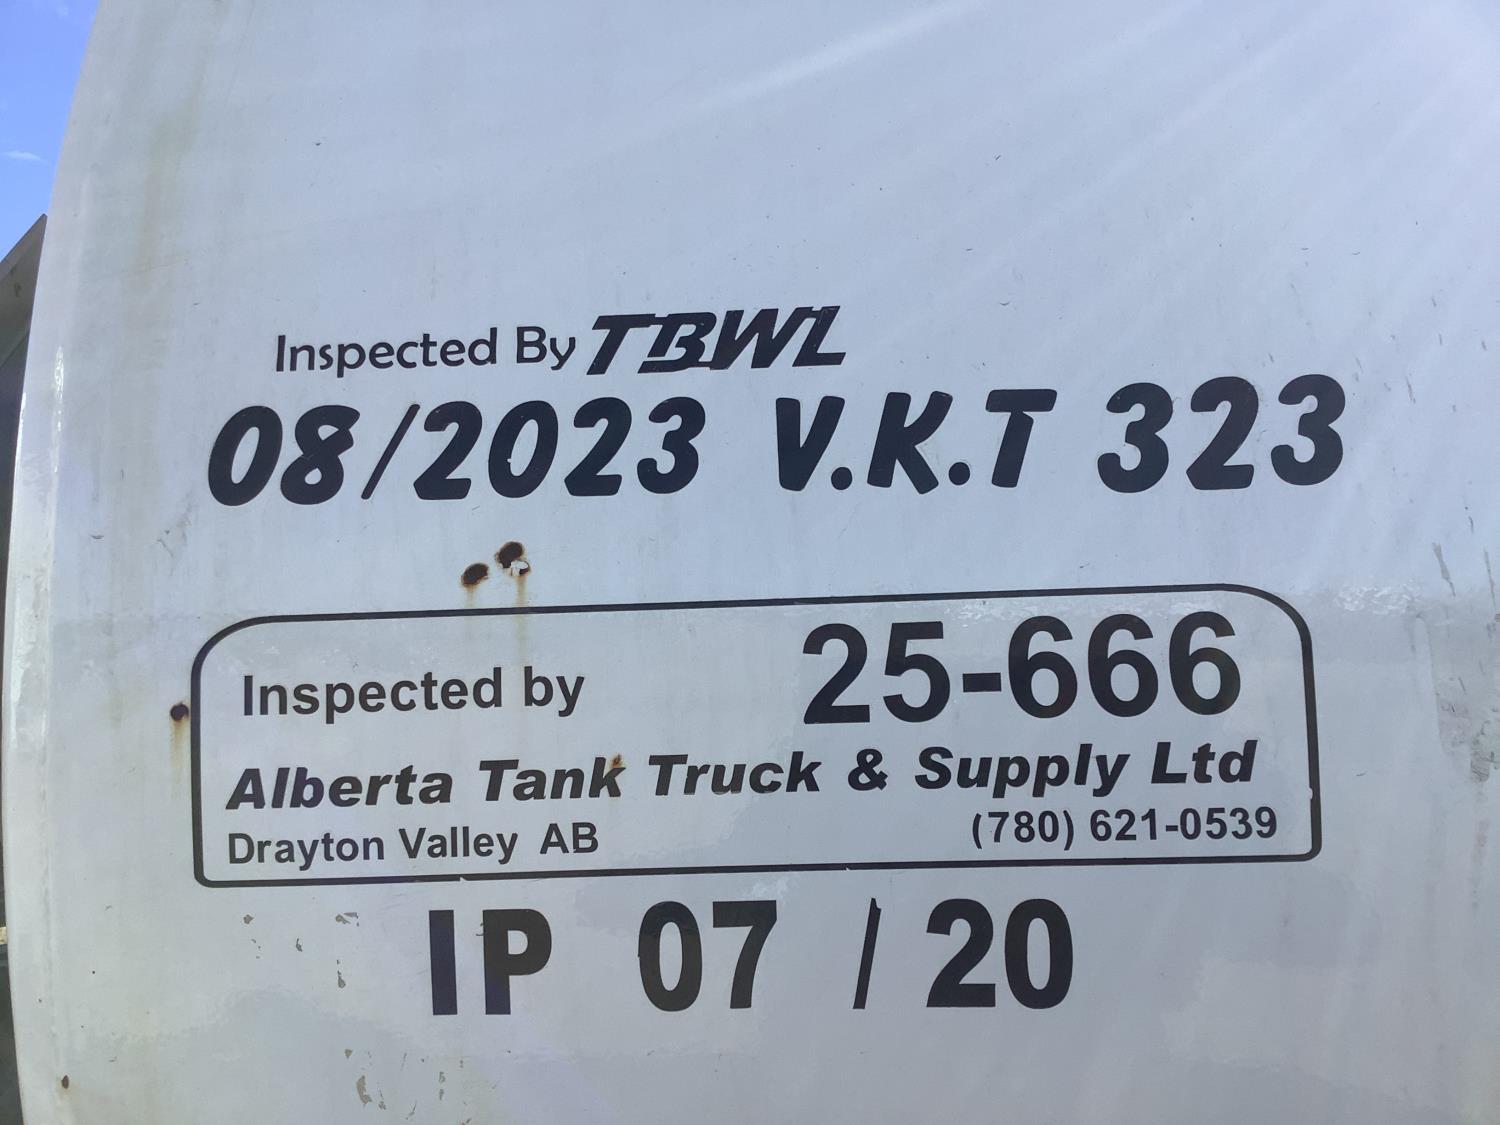 Inspected By TBWL
08/2023 V.K.T 323
Inspected by 25-666
Alberta Tank Truck & Supply Ltd
Drayton Valley AB (780) 621-0539
IP 07 / 20